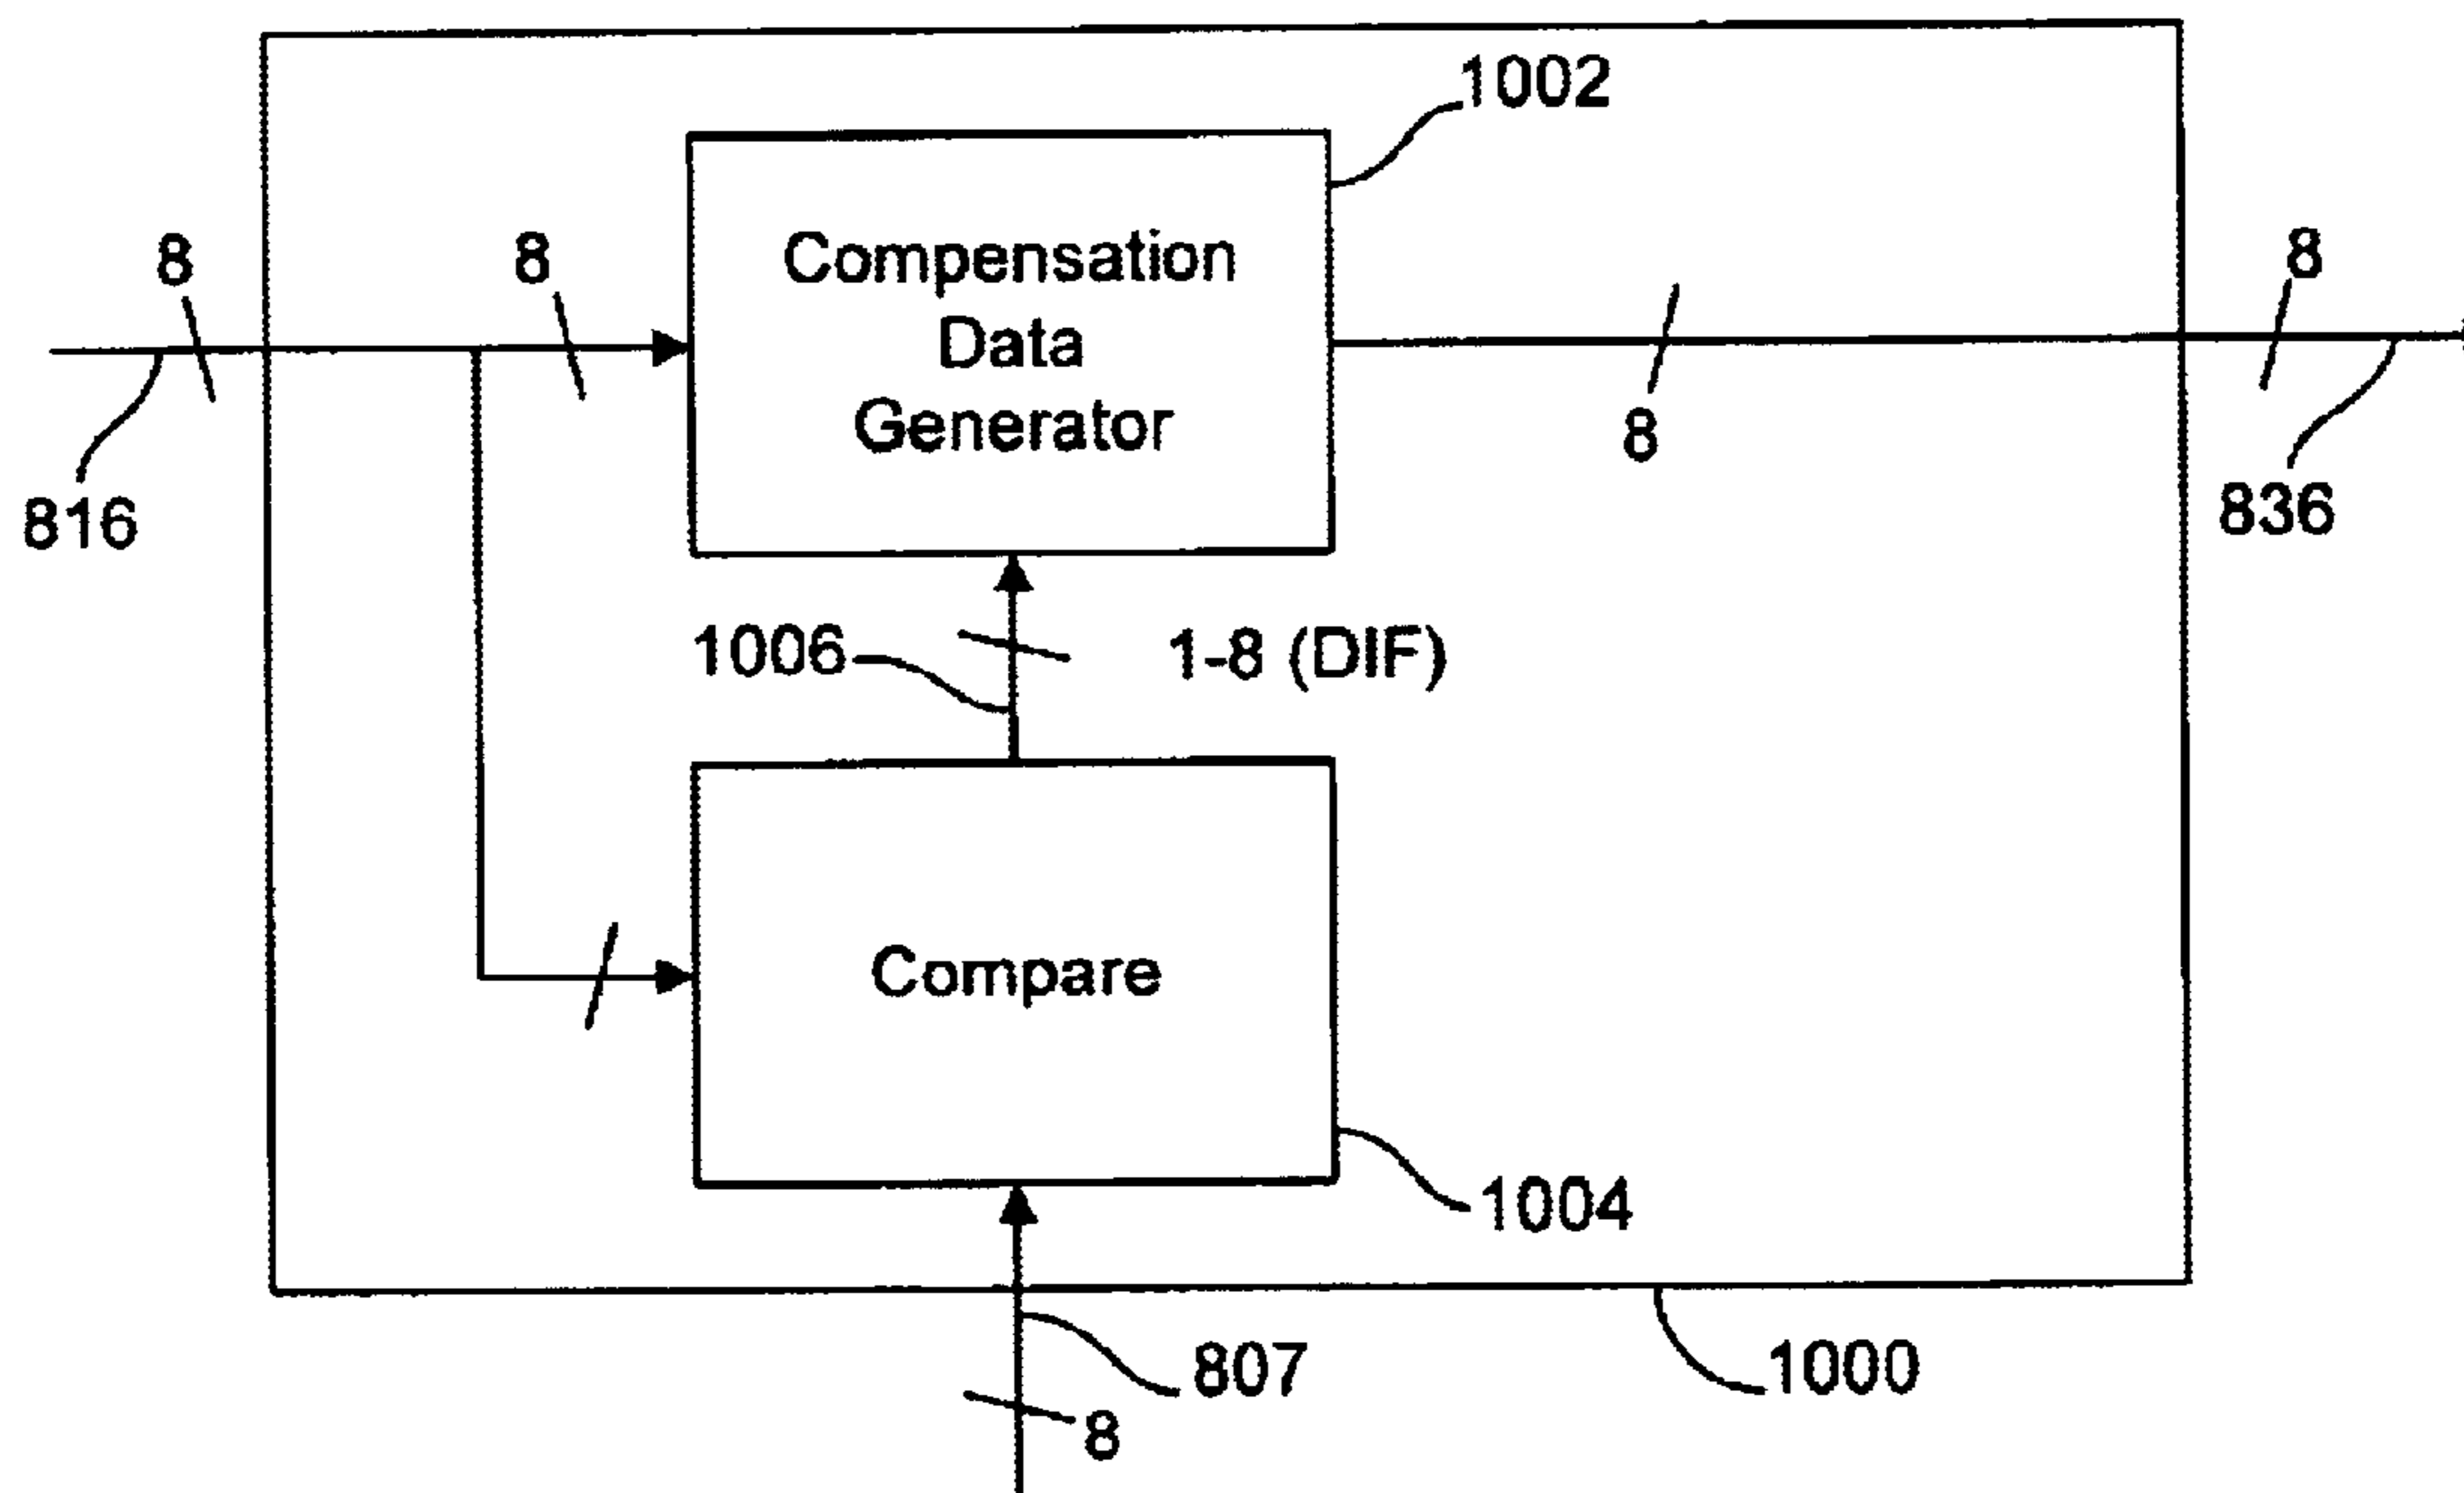 1002
8
8
8
Compensation
Data
Generator
8
816
836
1006
1-8 (DIF)
Compare
1004
807
1000
8